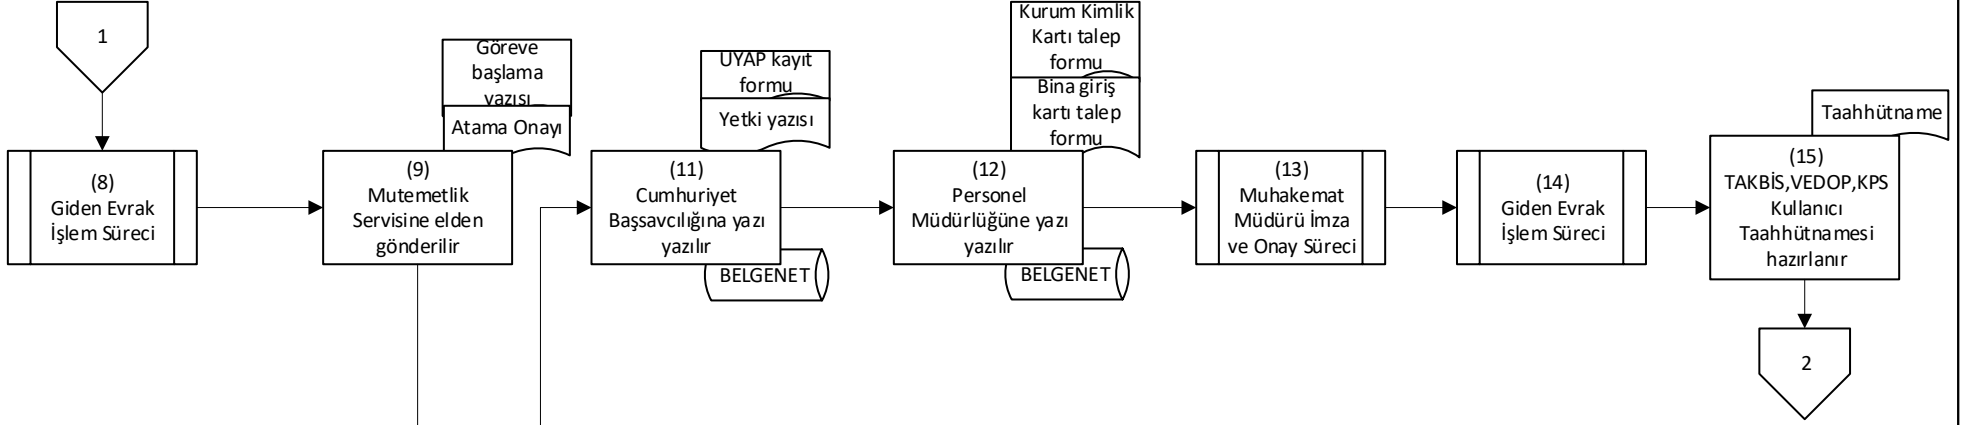 1
(8)
Giden Evrak
İşlem Süreci
Göreve
başlama
yazısı
Atama Onayı
(9)
Mutemetlik
Servisine elden
gönderilir
UYAP kayıt
formu
Yetki yazısı
(11)
Cumhuriyet
Başsavcılığına yazı
yazılır
BELGENET
Kurum Kimlik
Kartı talep
formu
Bina giriş
kartı talep
formu
(12)
Personel
Müdürlüğüne yazı
yazılır
BELGENET
(13)
Muhakemat
Müdürü İmza
ve Onay Süreci
(14)
Giden Evrak
İşlem Süreci
Taahhütname
(15)
TAKBİS,VEDOP,KPS
Kullanıcı
Taahhütnamesi
hazırlanır
2